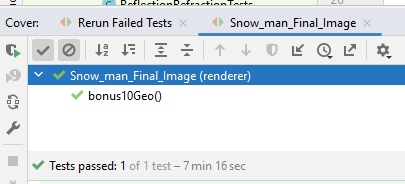 ReflectionRefractionTests
Cover: Rerun Failed Tests Snow_man_Final_Image
Snow_man_Final_Image (renderer)
bonus10Geo()
Tests passed: 1 of 1 test – 7 min 16 sec